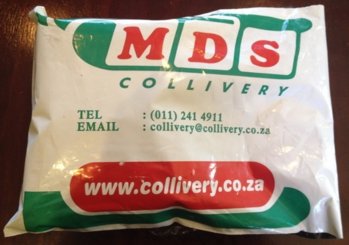 MDS
COLLIVERY
TEL : (011) 241 4911
EMAIL : collivery@collivery.co.za
www.collivery.co.za